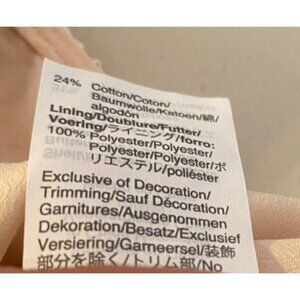 24% Cotton/Coton/
Baumwolle/Katoen/綿/
algodón
Lining/Doublure/Futter/
Voering/ライニング/forro:
100% Polyester/Polyester/
Polyester/Polyester/ポ
リエステル/poliéster
Exclusive of Decoration/
Trimming/Sauf Décoration/
Garnitures/Ausgenommen
Dekoration/Besatz/Exclusief
Versiering/Garneersel/装飾
部分を除く/トリム部/No